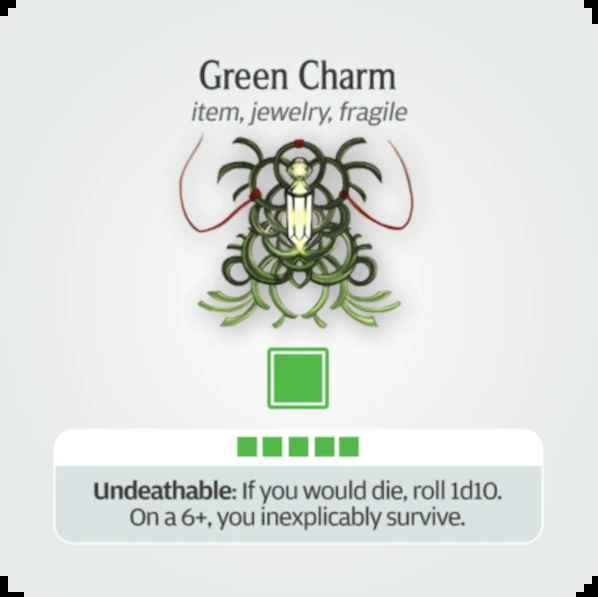 Green Charm
item, jewelry, fragile
Undeathable: If you would die, roll 1d10.
On a 6+, you inexplicably survive.